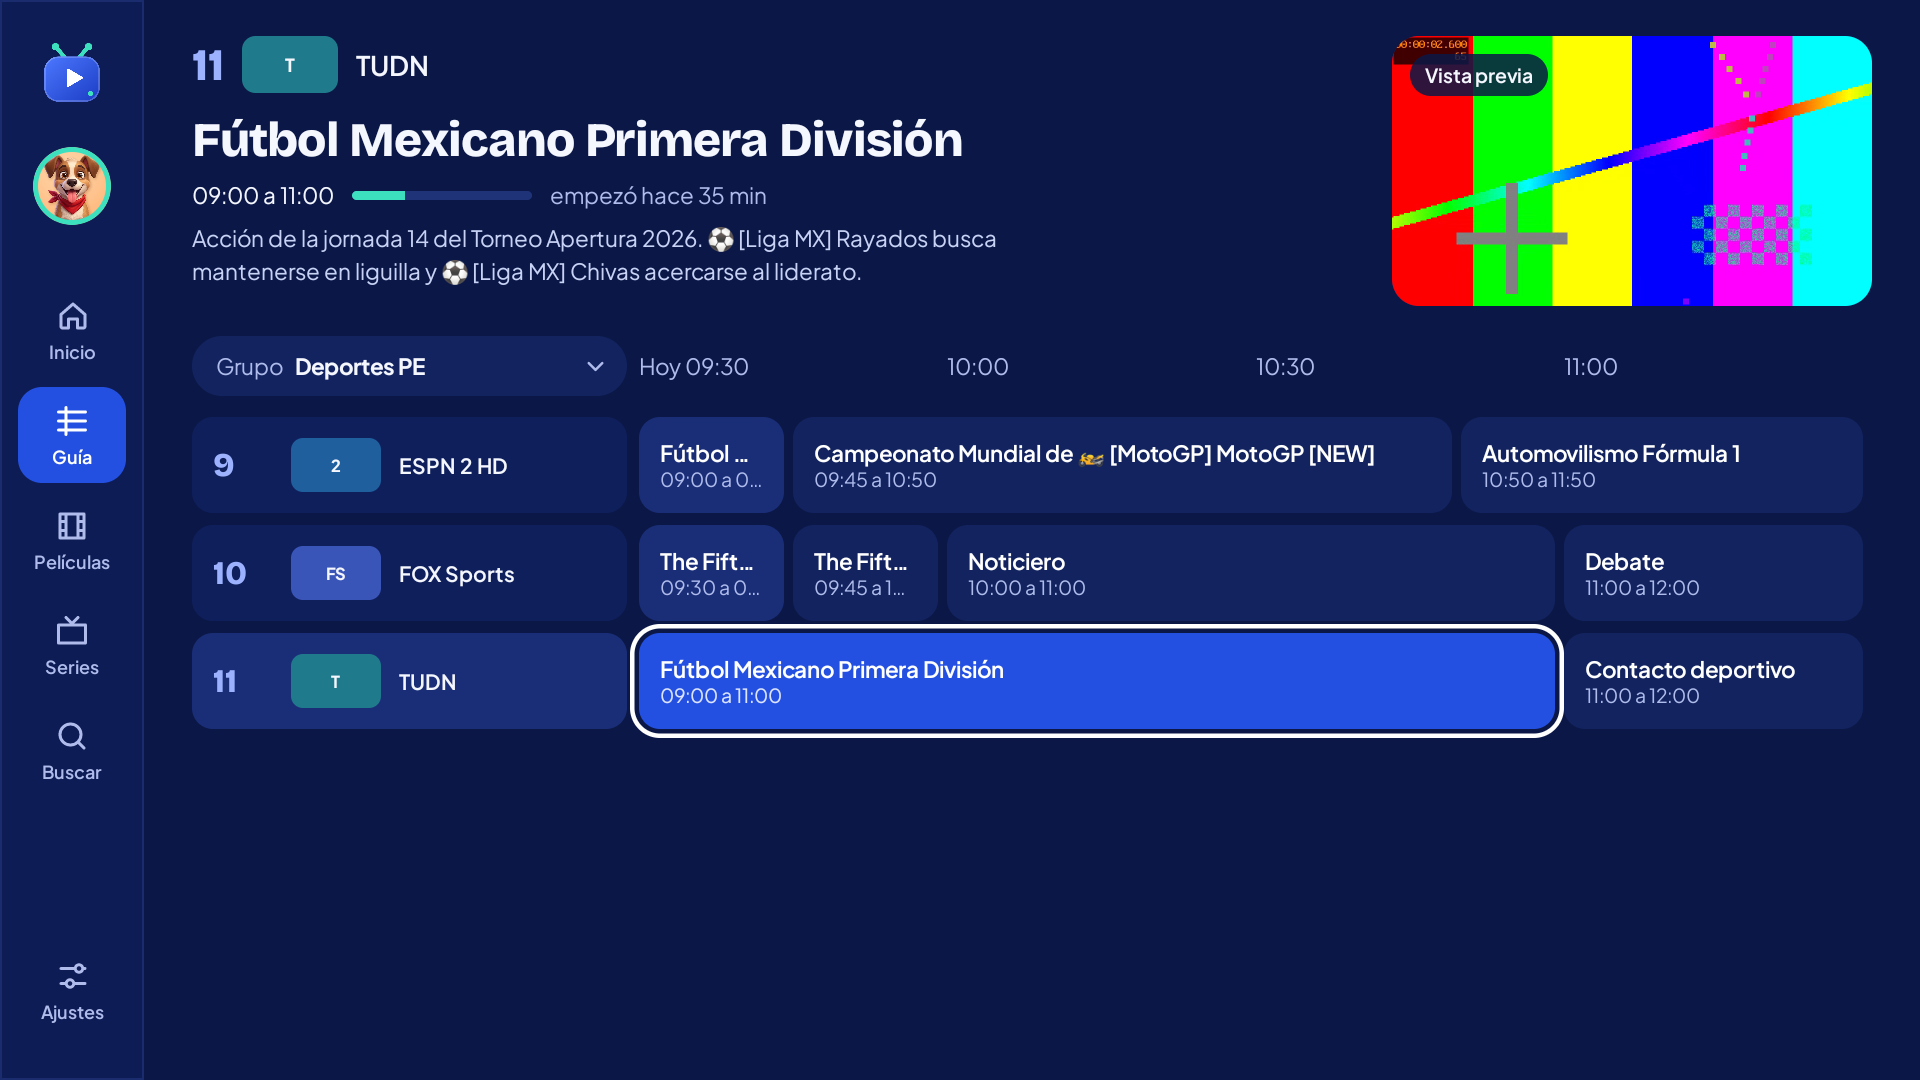 11 T TUDN
Fútbol Mexicano Primera División
09:00 a 11:00 empezó hace 35 min
Acción de la jornada 14 del Torneo Apertura 2026. ⚽ [Liga MX] Rayados busca
mantenerse en liguilla y ⚽ [Liga MX] Chivas acercarse al liderato.
00:00:02.600
65
Vista previa
Inicio
Guía
Películas
Series
Buscar
Ajustes
Grupo Deportes PE
Hoy 09:30 10:00 10:30 11:00
9 2 ESPN 2 HD
Fútbol ...
09:00 a 0...
Campeonato Mundial de 🏍 [MotoGP] MotoGP [NEW]
09:45 a 10:50
Automovilismo Fórmula 1
10:50 a 11:50
10 FS FOX Sports
The Fift...
09:30 a 0...
The Fift...
09:45 a 1...
Noticiero
10:00 a 11:00
Debate
11:00 a 12:00
11 T TUDN
Fútbol Mexicano Primera División
09:00 a 11:00
Contacto deportivo
11:00 a 12:00